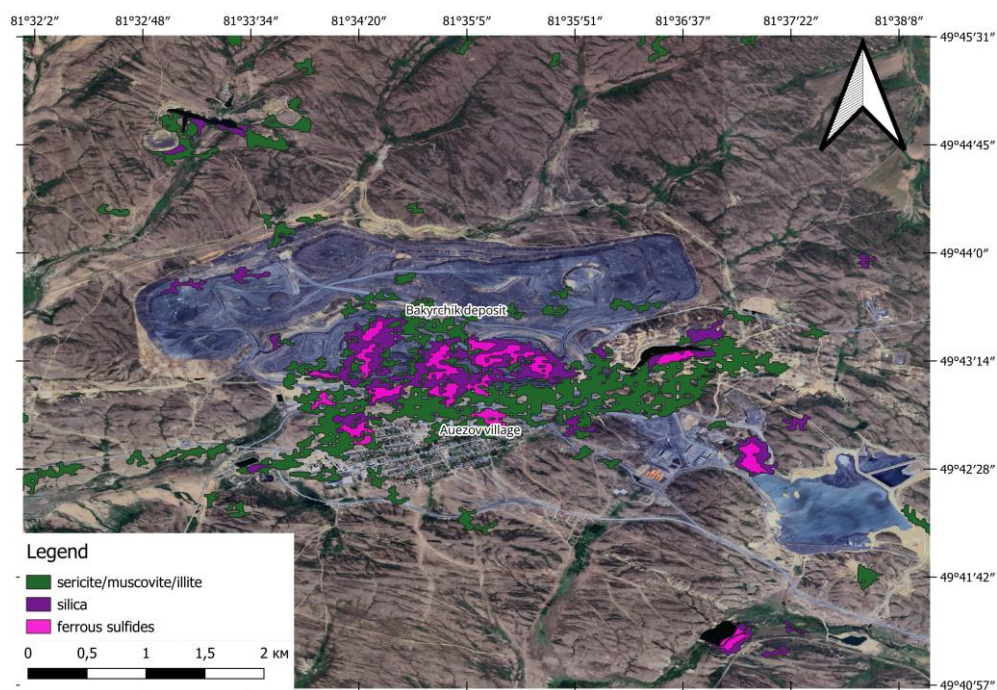 81°32'2" 81°32'48" 81°33'34" 81°34'20" 81°35'5" 81°35'51" 81°36'37" 81°37'22" 81°38'8"
49°45'31"
49°44'45"
49°44'0"
Bakyrchik deposit
49°43'14"
Auezov village
49°42'28"
Legend
sericite/muscovite/illite
49°41'42"
silica
ferrous sulfides
0 0,5 1 1,5 2 км
49°40'57"